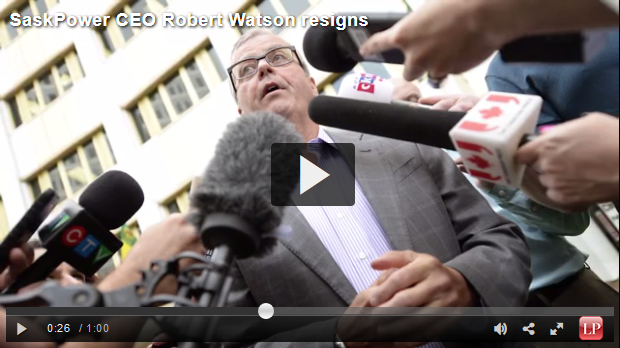 SaskPower CEO Robert Watson resigns
CTV
0:26 / 1:00
LP